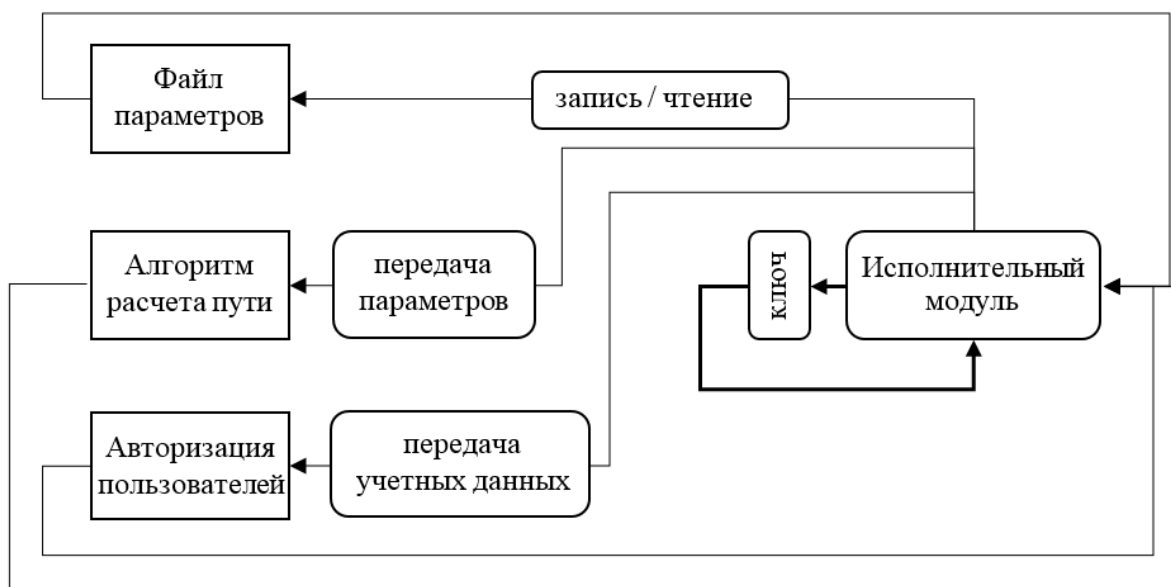 Файл
параметров
запись / чтение
Алгоритм
расчета пути
передача
параметров
ключ
Исполнительный
модуль
Авторизация
пользователей
передача
учетных данных